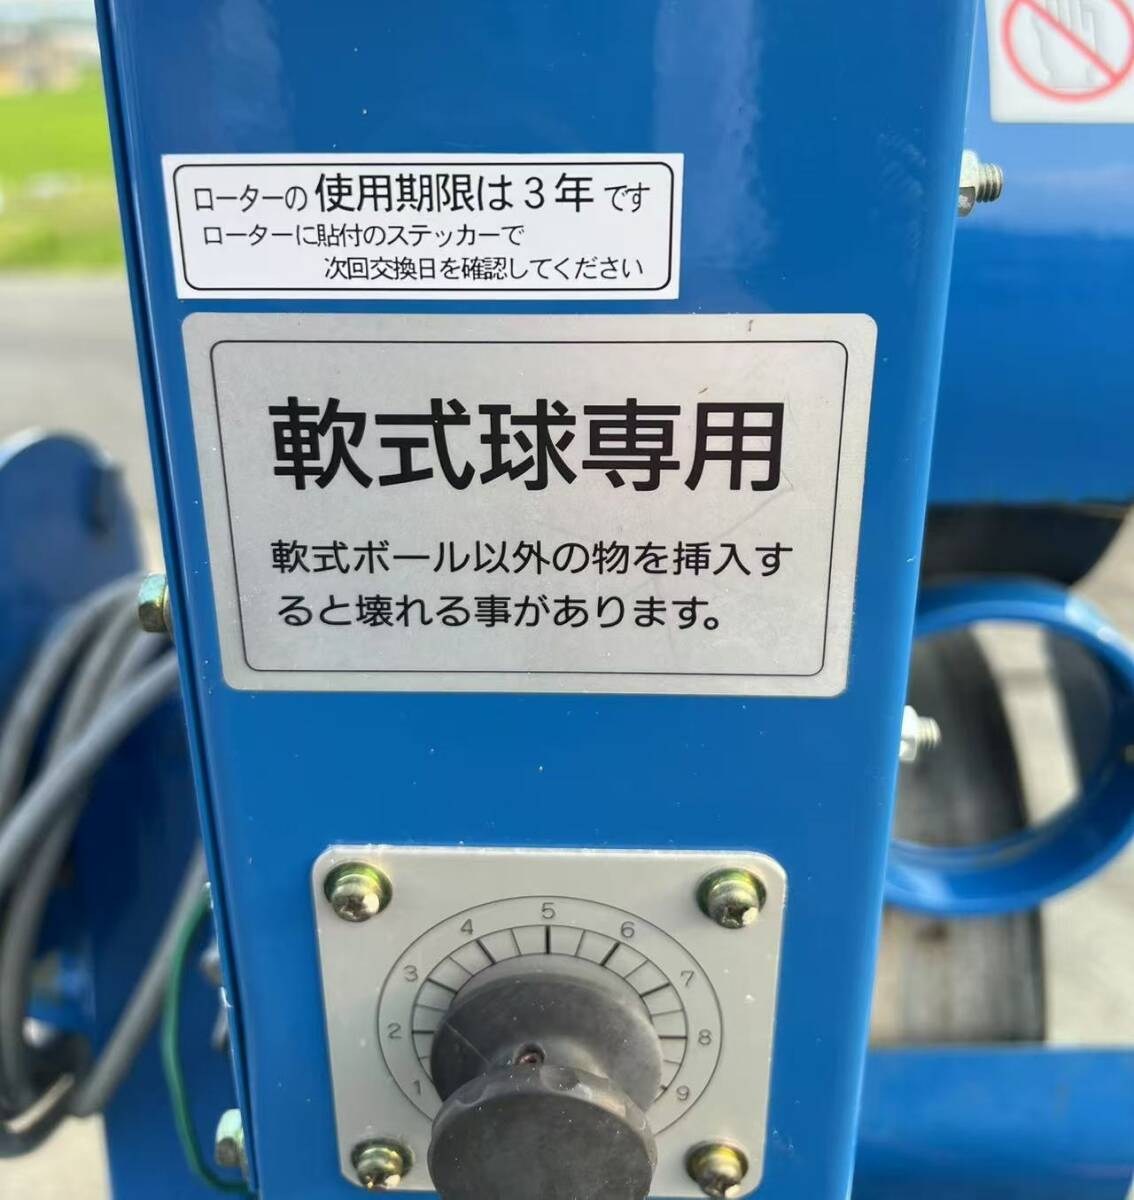 ローターの 使用期限は3年 です
ローターに貼付のステッカーで
次回交換日を確認してください
軟式球専用
軟式ボール以外の物を挿入す
ると壊れる事があります。
1
2
3
4
5
6
7
8
9